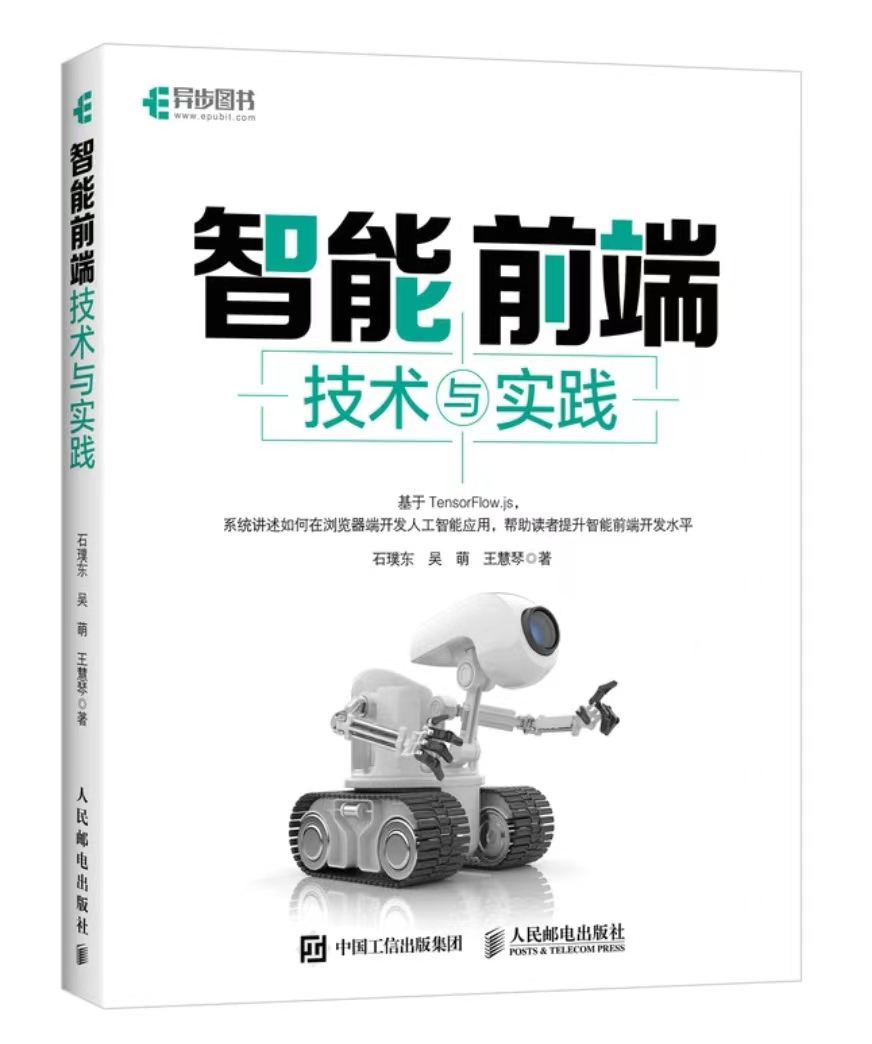 异步图书
www.epubit.com
智能前端
技术与实践
基于 TensorFlow.js，
系统讲述如何在浏览器端开发人工智能应用，帮助读者提升智能前端开发水平
石璞东 吴 萌 王慧琴◎著
中国工信出版集团
人民邮电出版社
POSTS & TELECOM PRESS
智能前端技术与实践
石璞东 吴 萌 王慧琴◎著
人民邮电出版社